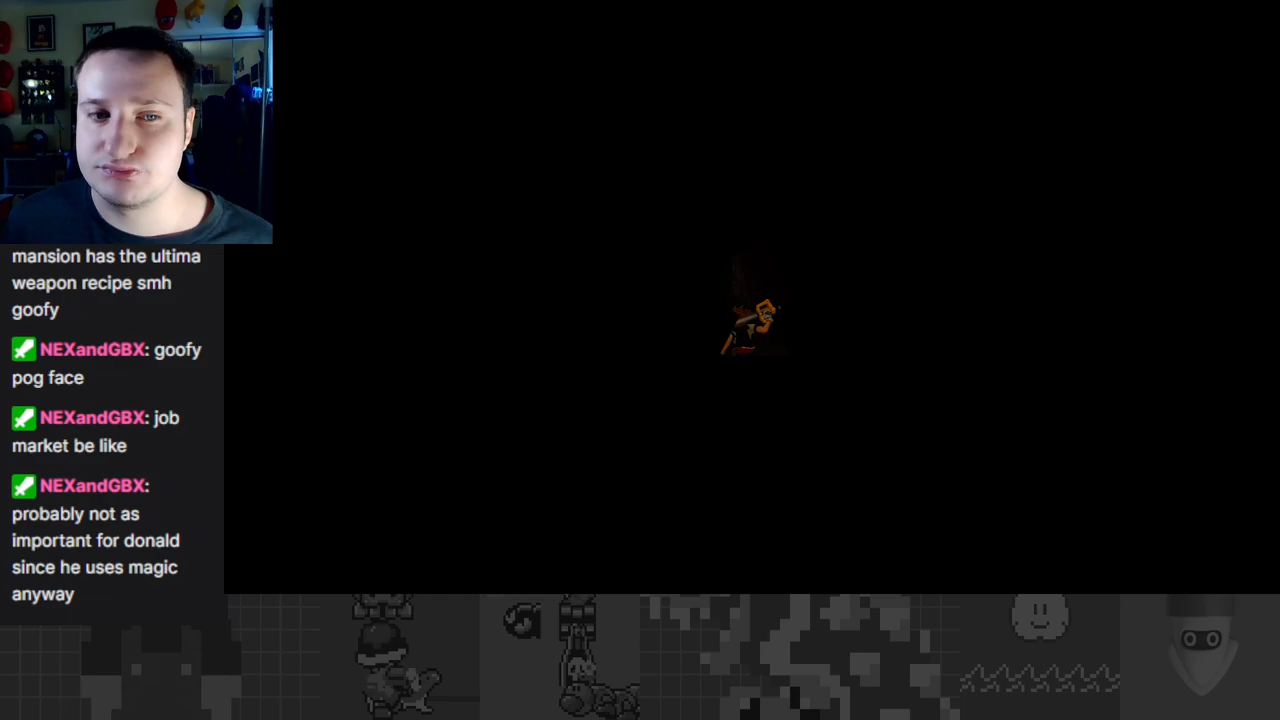 mansion has the ultima
weapon recipe smh
goofy
NEXandGBX: goofy
pog face
NEXandGBX: job
market be like
NEXandGBX:
probably not as
important for donald
since he uses magic
anyway